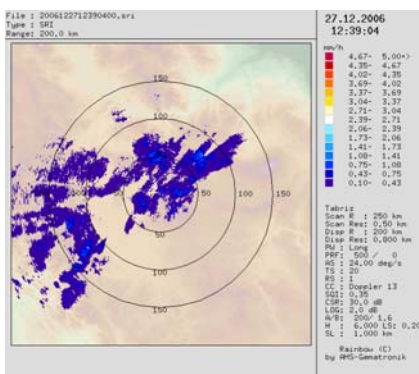 File : 2006122712390400.sri
Type : SRI
Range: 200,0 km
27.12.2006
12:39:04
mm/h
4,67- 5,00+>
4,35- 4,67
4,02- 4,35
3,69- 4,02
3,37- 3,69
3,04- 3,37
2,71- 3,04
2,39- 2,71
2,06- 2,39
1,73- 2,06
1,41- 1,73
1,08- 1,41
0,75- 1,08
0,43- 0,75
0,10- 0,43
150
100
150
100
50
50
100
150
150
Tabriz
Scan R : 250 km
Scan Res: 0,50 km
Disp R : 200 km
Disp Res: 0,800 km
PW : Long
PRF: 500 / 0
AS : 24,00 deg/s
TS : 20
RS : 1
CC : Doppler 13
SQI: 0,35
CSR: 30,0 dB
LOG: 2,0 dB
A/B: 200/ 1,6
H : 6,000 LS: 0,20
SL : 1,000 km
Rainbow (C)
by AMS-Gematronik